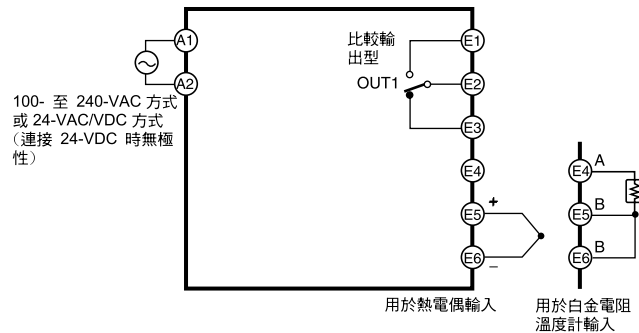 A1
A2
100- 至 240-VAC 方式
或 24-VAC/VDC 方式
（連接 24-VDC 時無極
性）
比較輸
出型
OUT1
E1
E2
E3
E4
E5
E6
+
−
用於熱電偶輸入
E4
A
E5
B
E6
B
用於白金電阻
溫度計輸入